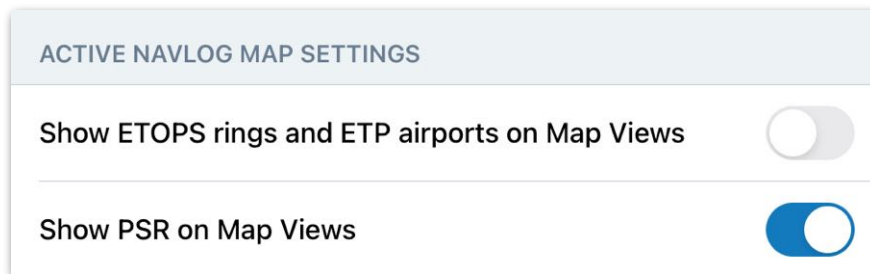 ACTIVE NAVLOG MAP SETTINGS
Show ETOPS rings and ETP airports on Map Views
Show PSR on Map Views